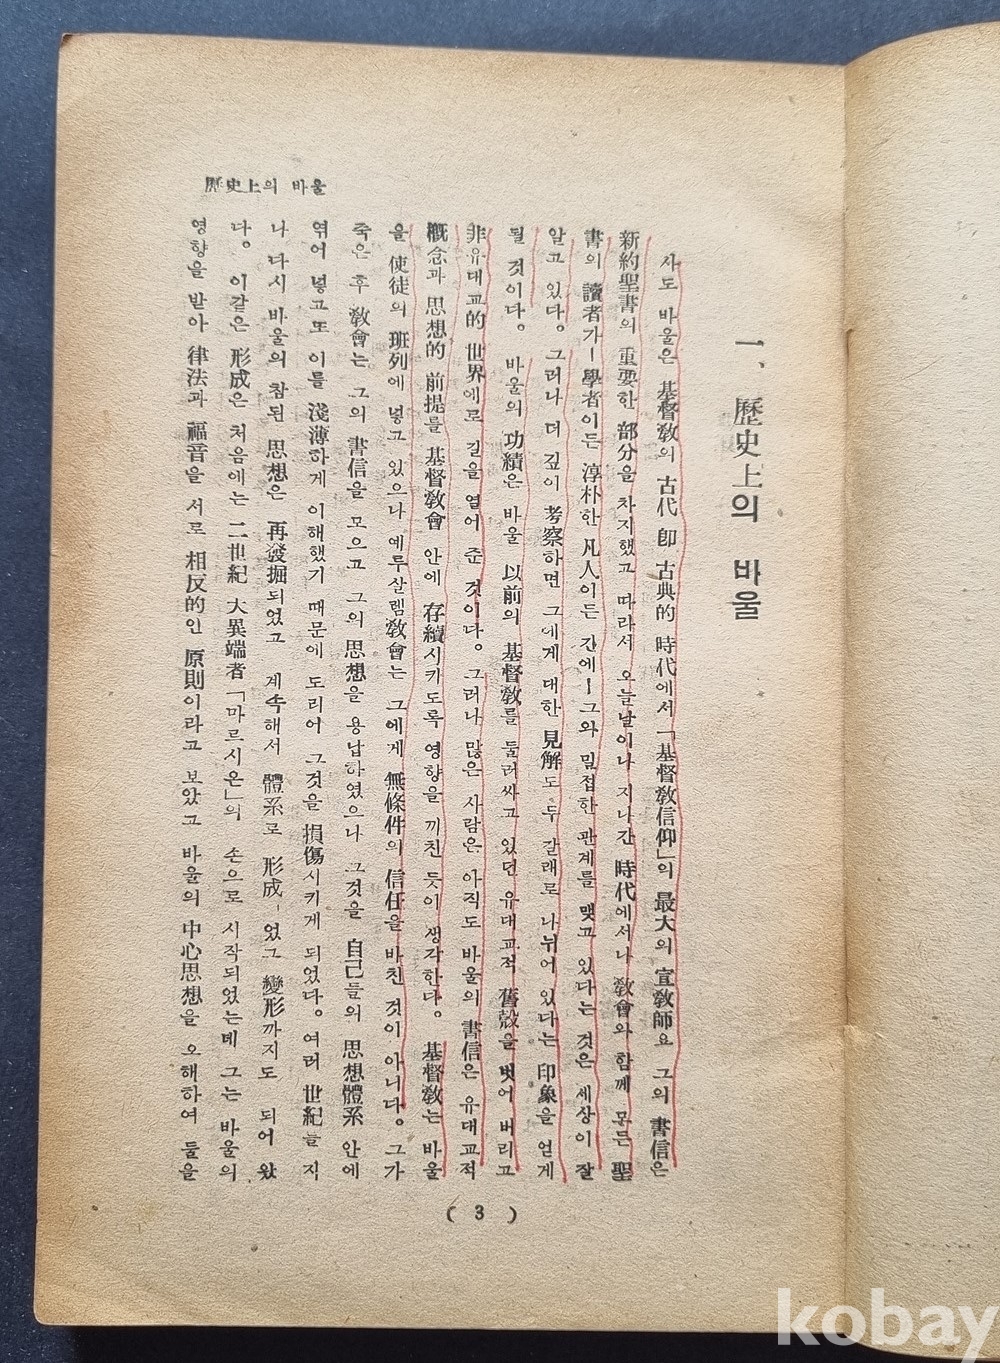 歷史上의 바울
一、歷史上의 바울
사도 바울은 基督敎의 古代 卽 古典的 時代에서 「基督敎信仰」의 最大의 宣敎師요 그의 書信은
新約聖書의 重要한 部分을 차지했고 따라서 오늘날이나 지나간 時代에서나 敎會와 함께 모든 聖
書의 讀者가ー學者이든 淳朴한 凡人이든 간에ー그와 밀접한 관계를 맺고 있다는 것은 세상이 잘
알고 있다。그러나 더 깊이 考察하면 그에게 대한 見解도 두 갈래로 나뉘어 있다는 印象을 얻게
될 것이다。 바울의 功績은 바울 以前의 基督敎를 둘러싸고 있던 유대교적 舊殼을 벗어 버리고
非유대교的 世界에로 길을 열어 준 것이다。그러나 많은 사람은 아직도 바울의 書信은 유대교적
槪念과 思想的 前提를 基督敎會 안에 存續시키도록 영향을 끼친 듯이 생각한다。基督敎는 바울
을 使徒의 班列에 넣고 있으나 예루살렘敎會는 그에게 無條件의 信任을 바친 것이 아니다。그가
죽은 후 敎會는 그의 書信을 모으고 그의 思想을 용납하였으나 그것을 自己들의 思想體系 안에
엮어 넣고 또 이를 淺薄하게 이해했기 때문에 도리어 그것을 損傷시키게 되었다。여러 世紀를 지
나 다시 바울의 참된 思想은 再發掘되었고 계속해서 體系로 形成 었고 變形까지도 되어 왔
다。이같은 形成은 처음에는 二世紀 大異端者 「마르시온」의 손으로 시작되었는데 그는 바울의
영향을 받아 律法과 福音을 서로 相反的인 原則이라고 보았고 바울의 中心思想을 오해하여 둘을
( 3 )
kobay